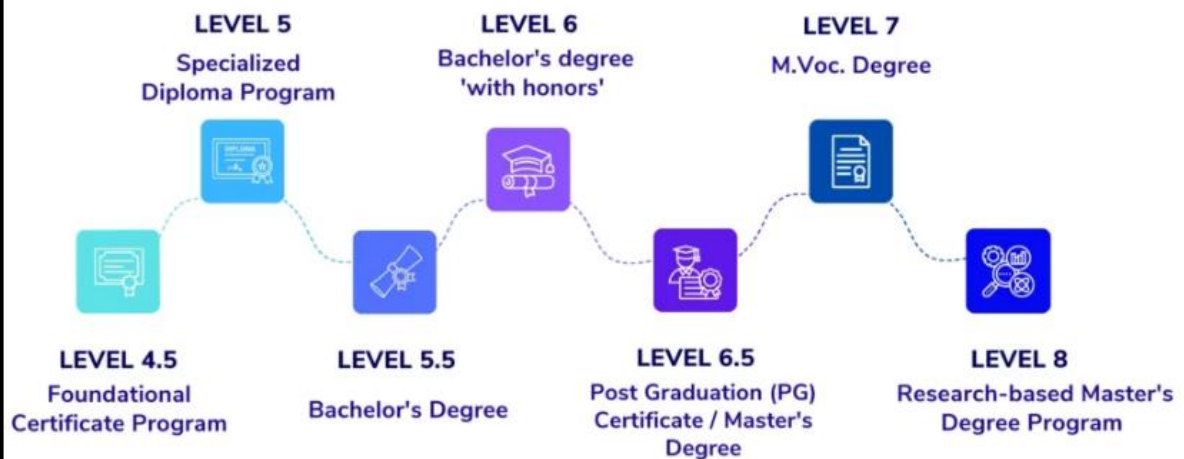 LEVEL 5
Specialized
Diploma Program
LEVEL 6
Bachelor's degree
'with honors'
LEVEL 7
M.Voc. Degree
DIPLOMA
LEVEL 4.5
Foundational
Certificate Program
LEVEL 5.5
Bachelor's Degree
LEVEL 6.5
Post Graduation (PG)
Certificate / Master's
Degree
LEVEL 8
Research-based Master's
Degree Program